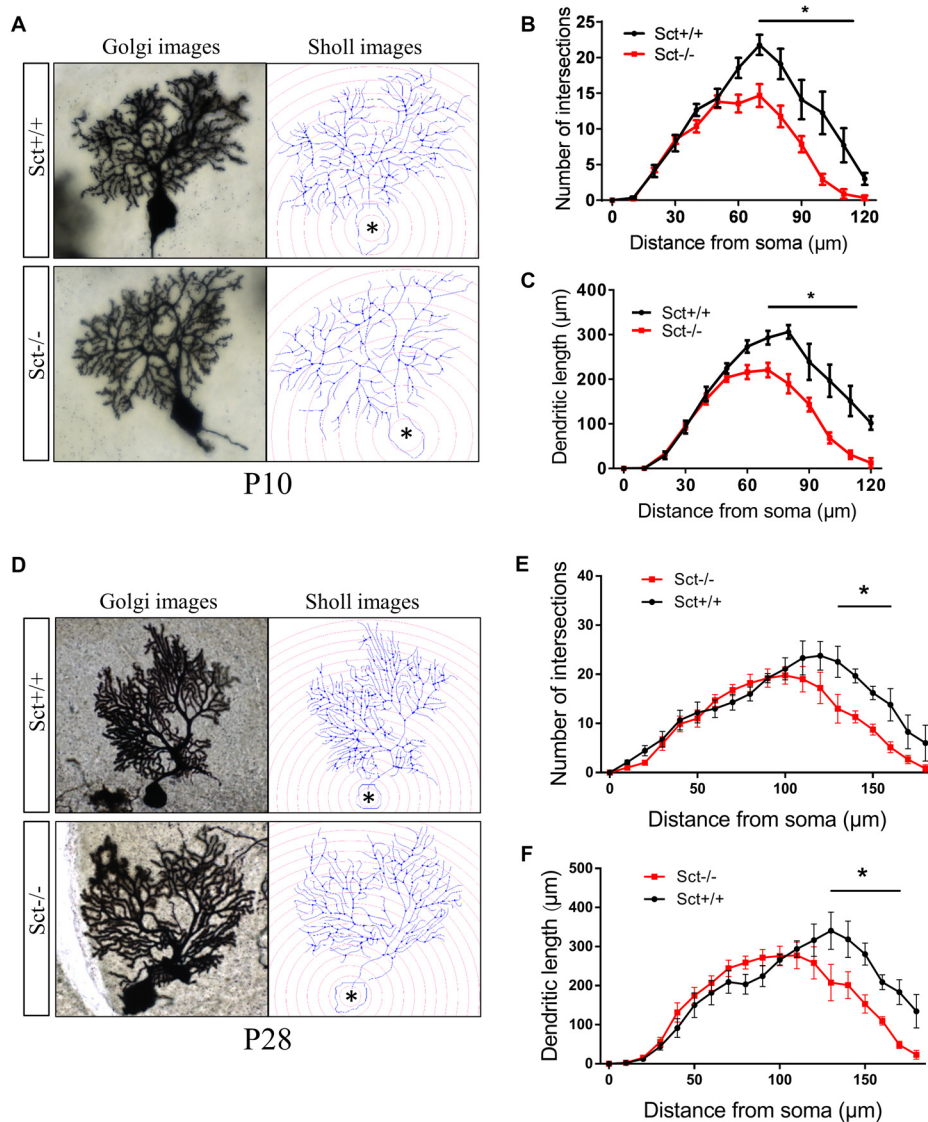 A
Golgi images
Sholl images
Sct+/+
*
Sct-/-
*
P10
B
*
Sct+/+
Sct-/-
Number of intersections
25
20
15
10
5
0
0 30 60 90 120
Distance from soma (µm)
C
*
Sct+/+
Sct-/-
Dendritic length (µm)
400
300
200
100
0
0 30 60 90 120
Distance from soma (µm)
D
Golgi images
Sholl images
Sct+/+
*
Sct-/-
*
P28
E
Sct-/-
Sct+/+
*
Number of intersections
40
30
20
10
0
0 50 100 150
Distance from soma (µm)
F
Sct-/-
Sct+/+
*
Dendritic length (µm)
500
400
300
200
100
0
0 50 100 150
Distance from soma (µm)